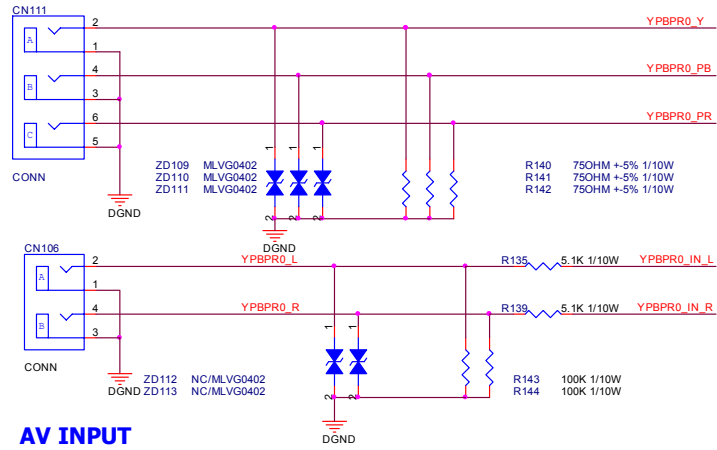 CN111
2 YPBPR0_Y
A
1
4 YPBPR0_PB
B
3
6 YPBPR0_PR
C
5
1 1 1
ZD109 MLVG0402 R140 75OHM +-5% 1/10W
ZD110 MLVG0402 R141 75OHM +-5% 1/10W
ZD111 MLVG0402 R142 75OHM +-5% 1/10W
CONN
2 2 2
DGND
DGND
CN106
2 YPBPR0_L R135 5.1K 1/10W YPBPR0_IN_L
A
1
4 YPBPR0_R R139 5.1K 1/10W YPBPR0_IN_R
B
3
1 1
CONN
ZD112 NC/MLVG0402 R143 100K 1/10W
DGND ZD113 NC/MLVG0402 R144 100K 1/10W
2 2
DGND
AV INPUT